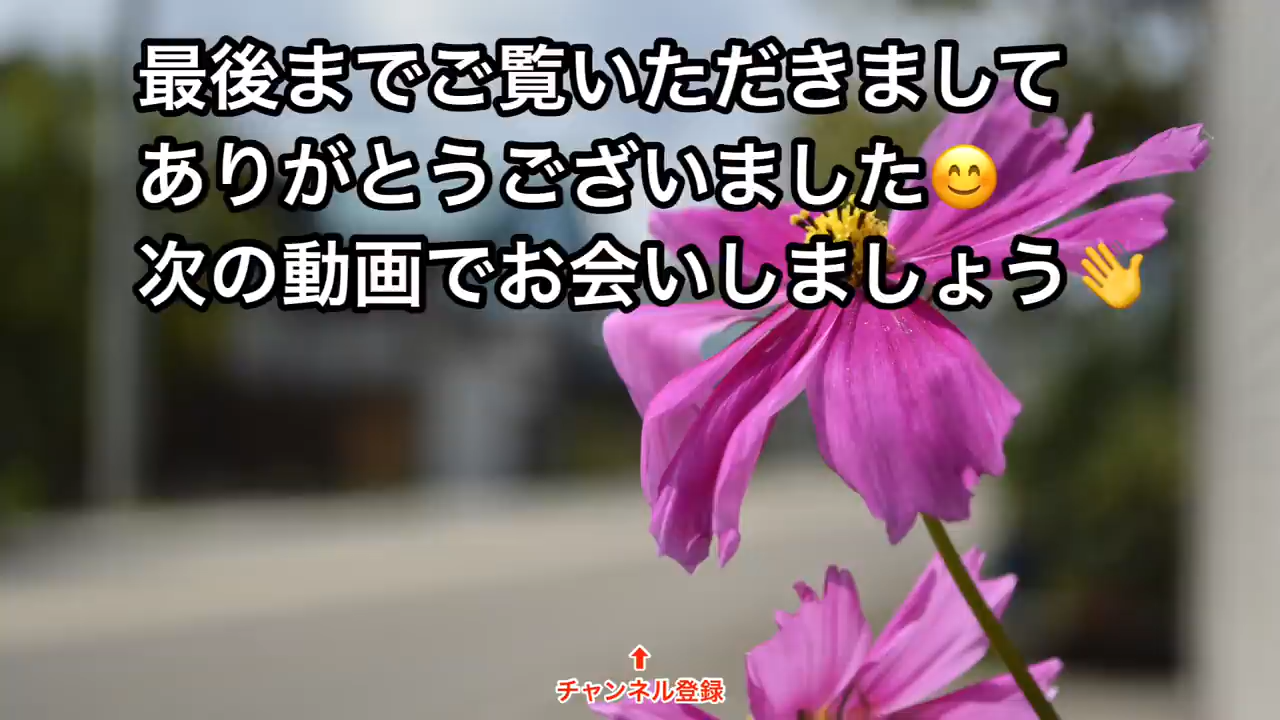 最後までご覧いただきまして
ありがとうございました😊
次の動画でお会いしましょう👋
⬆
チャンネル登録